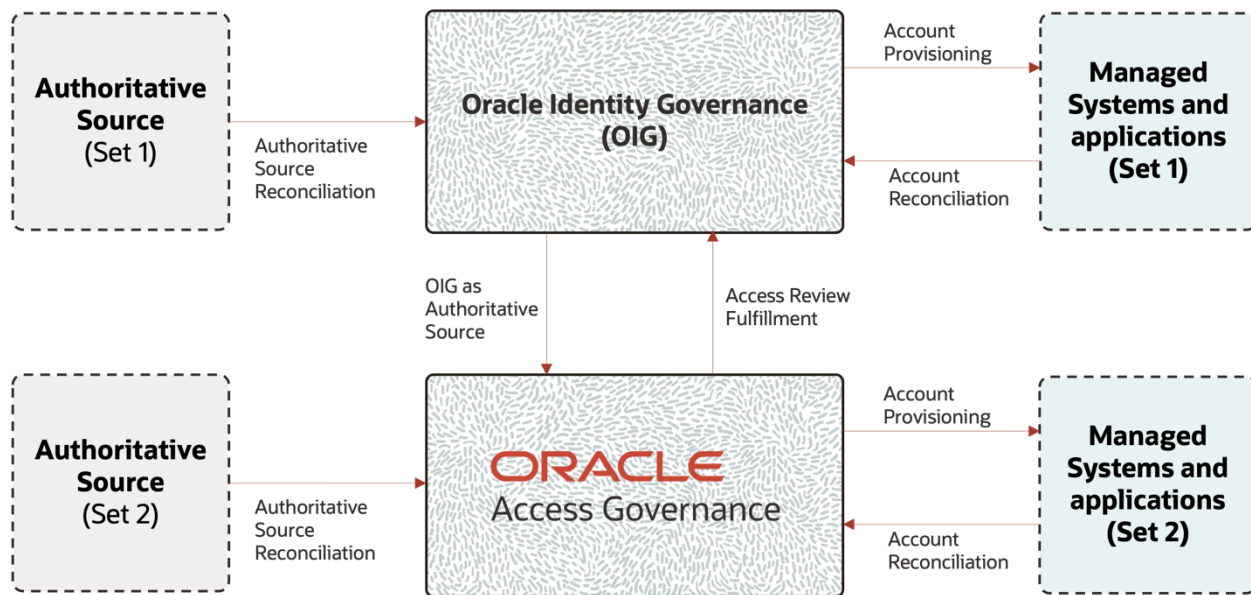 Authoritative
Source
(Set 1)
Authoritative
Source
Reconciliation
Oracle Identity Governance
(OIG)
Account
Provisioning
Account
Reconciliation
Managed
Systems and
applications
(Set 1)
OIG as
Authoritative
Source
Access Review
Fulfillment
Authoritative
Source
(Set 2)
Authoritative
Source
Reconciliation
ORACLE
Access Governance
Account
Provisioning
Account
Reconciliation
Managed
Systems and
applications
(Set 2)